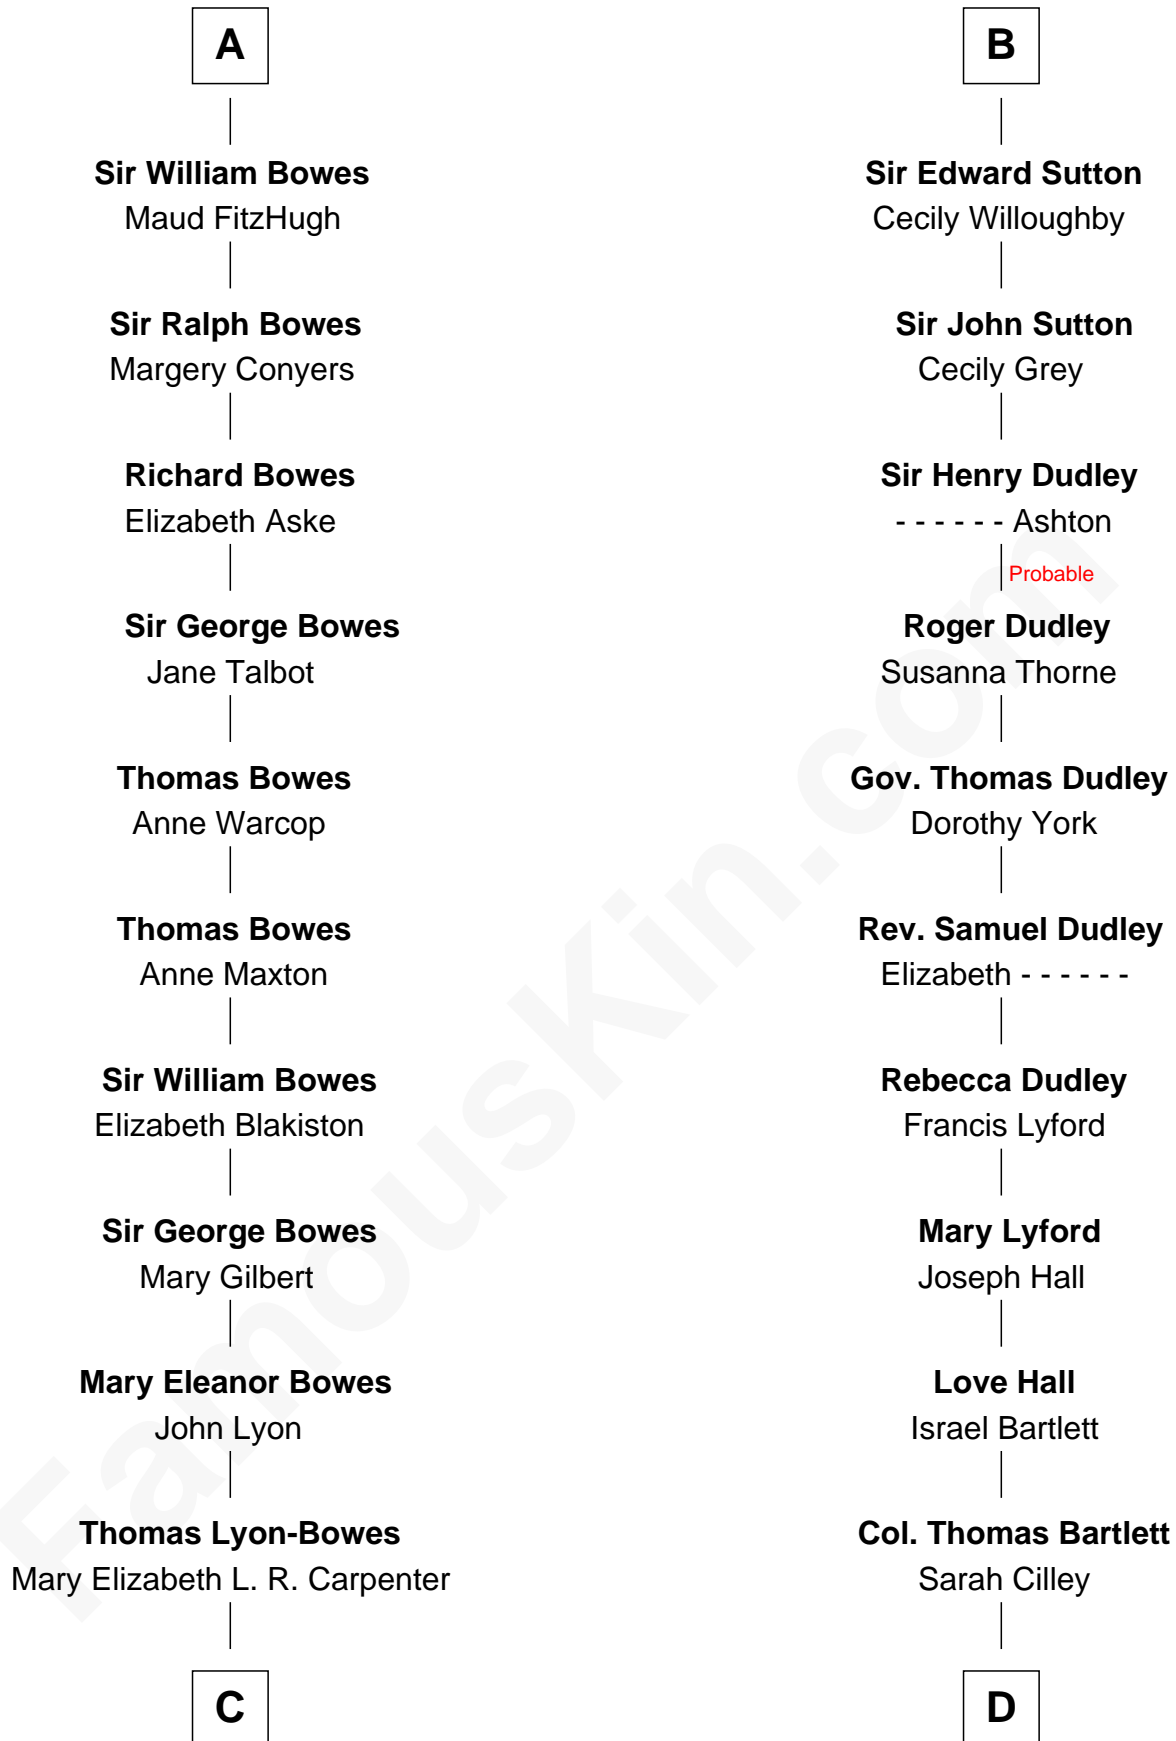 A
Sir William Bowes
Maud FitzHugh
Sir Ralph Bowes
Margery Conyers
Richard Bowes
Elizabeth Aske
Sir George Bowes
Jane Talbot
Thomas Bowes
Anne Warcop
Thomas Bowes
Anne Maxton
Sir William Bowes
Elizabeth Blakiston
Sir George Bowes
Mary Gilbert
Mary Eleanor Bowes
John Lyon
Thomas Lyon-Bowes
Mary Elizabeth L. R. Carpenter
C
B
Sir Edward Sutton
Cecily Willoughby
Sir John Sutton
Cecily Grey
Sir Henry Dudley
- - - - - - Ashton
Probable
Roger Dudley
Susanna Thorne
Gov. Thomas Dudley
Dorothy York
Rev. Samuel Dudley
Elizabeth - - - - - -
Rebecca Dudley
Francis Lyford
Mary Lyford
Joseph Hall
Love Hall
Israel Bartlett
Col. Thomas Bartlett
Sarah Cilley
D
FamousKin.com